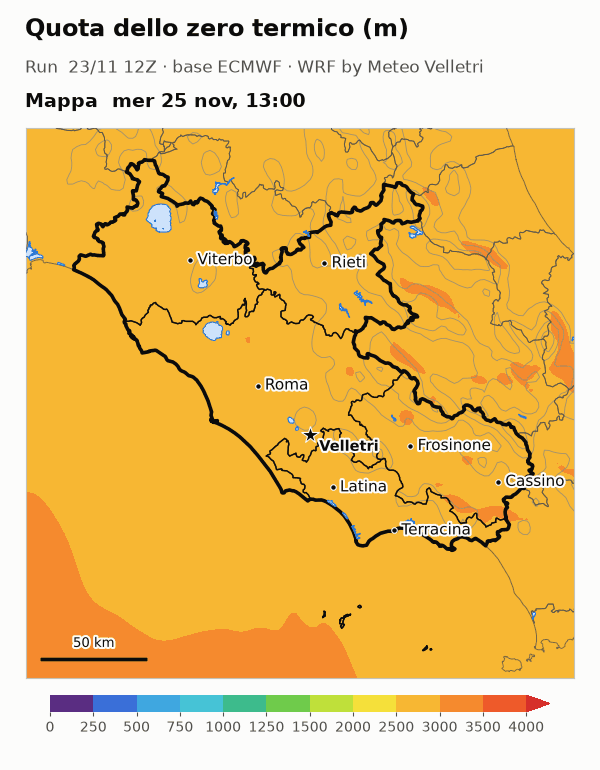 Quota dello zero termico (m)
Run 23/11 12Z · base ECMWF · WRF by Meteo Velletri
Mappa mer 25 nov, 13:00
Viterbo
Rieti
Roma
Velletri
Frosinone
Latina
Cassino
Terracina
50 km
0 250 500 750 1000 1250 1500 2000 2500 3000 3500 4000